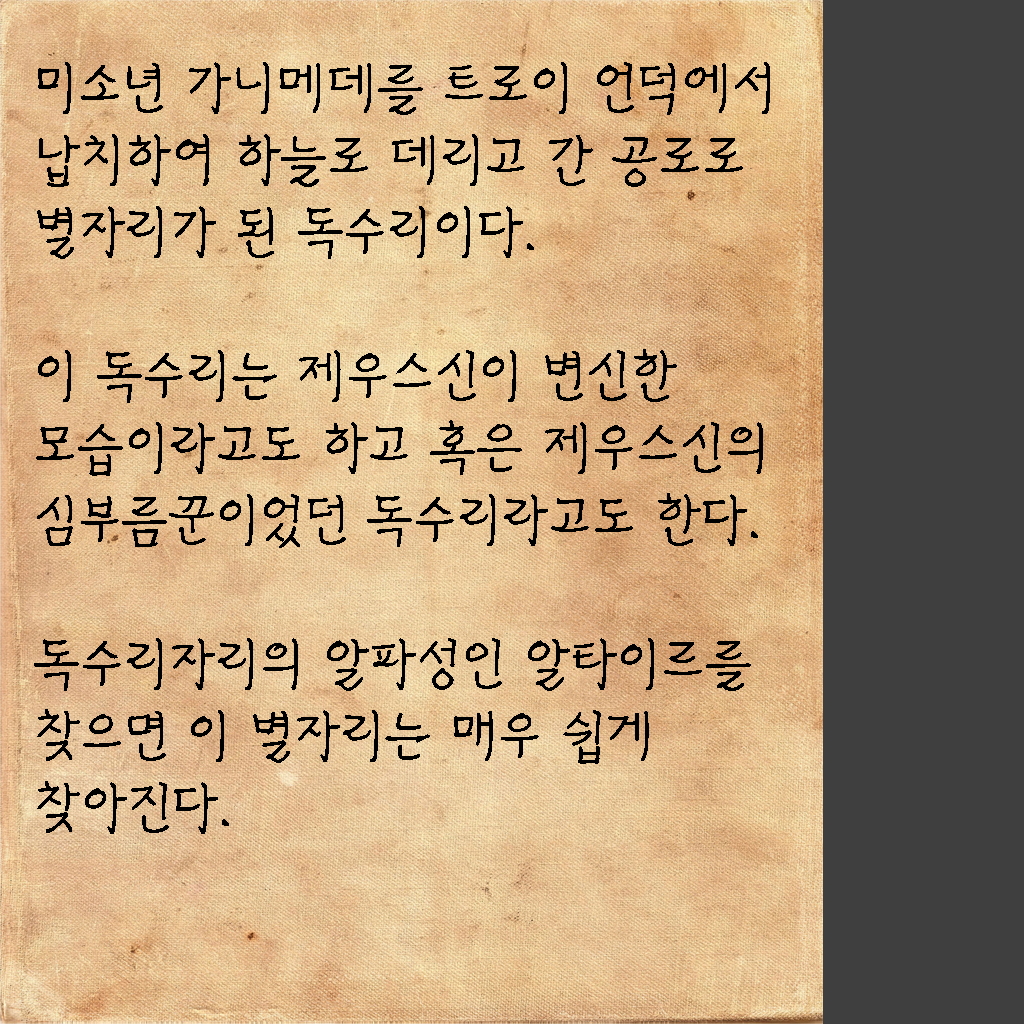 미소년 가니메데를 트로이 언덕에서
납치하여 하늘로 데리고 간 공로로
별자리가 된 독수리이다.
이 독수리는 제우스신이 변신한
모습이라고도 하고 혹은 제우스신의
심부름꾼이었던 독수리라고도 한다.
독수리자리의 알파성인 알타이르를
찾으면 이 별자리는 매우 쉽게
찾아진다.